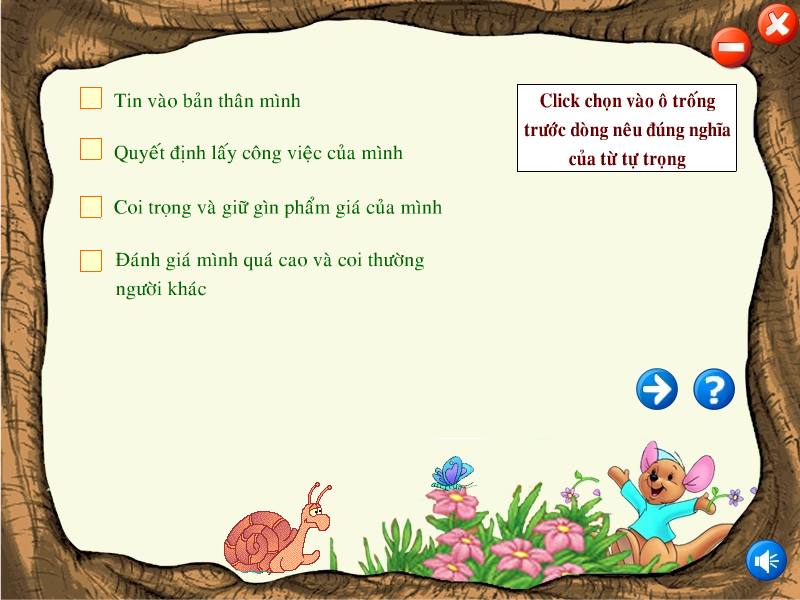 Tin vào bản thân mình
Quyết định lấy công việc của mình
Coi trọng và giữ gìn phẩm giá của mình
Đánh giá mình quá cao và coi thường
người khác
Click chọn vào ô trống
trước dòng nêu đúng nghĩa
của từ tự trọng
?